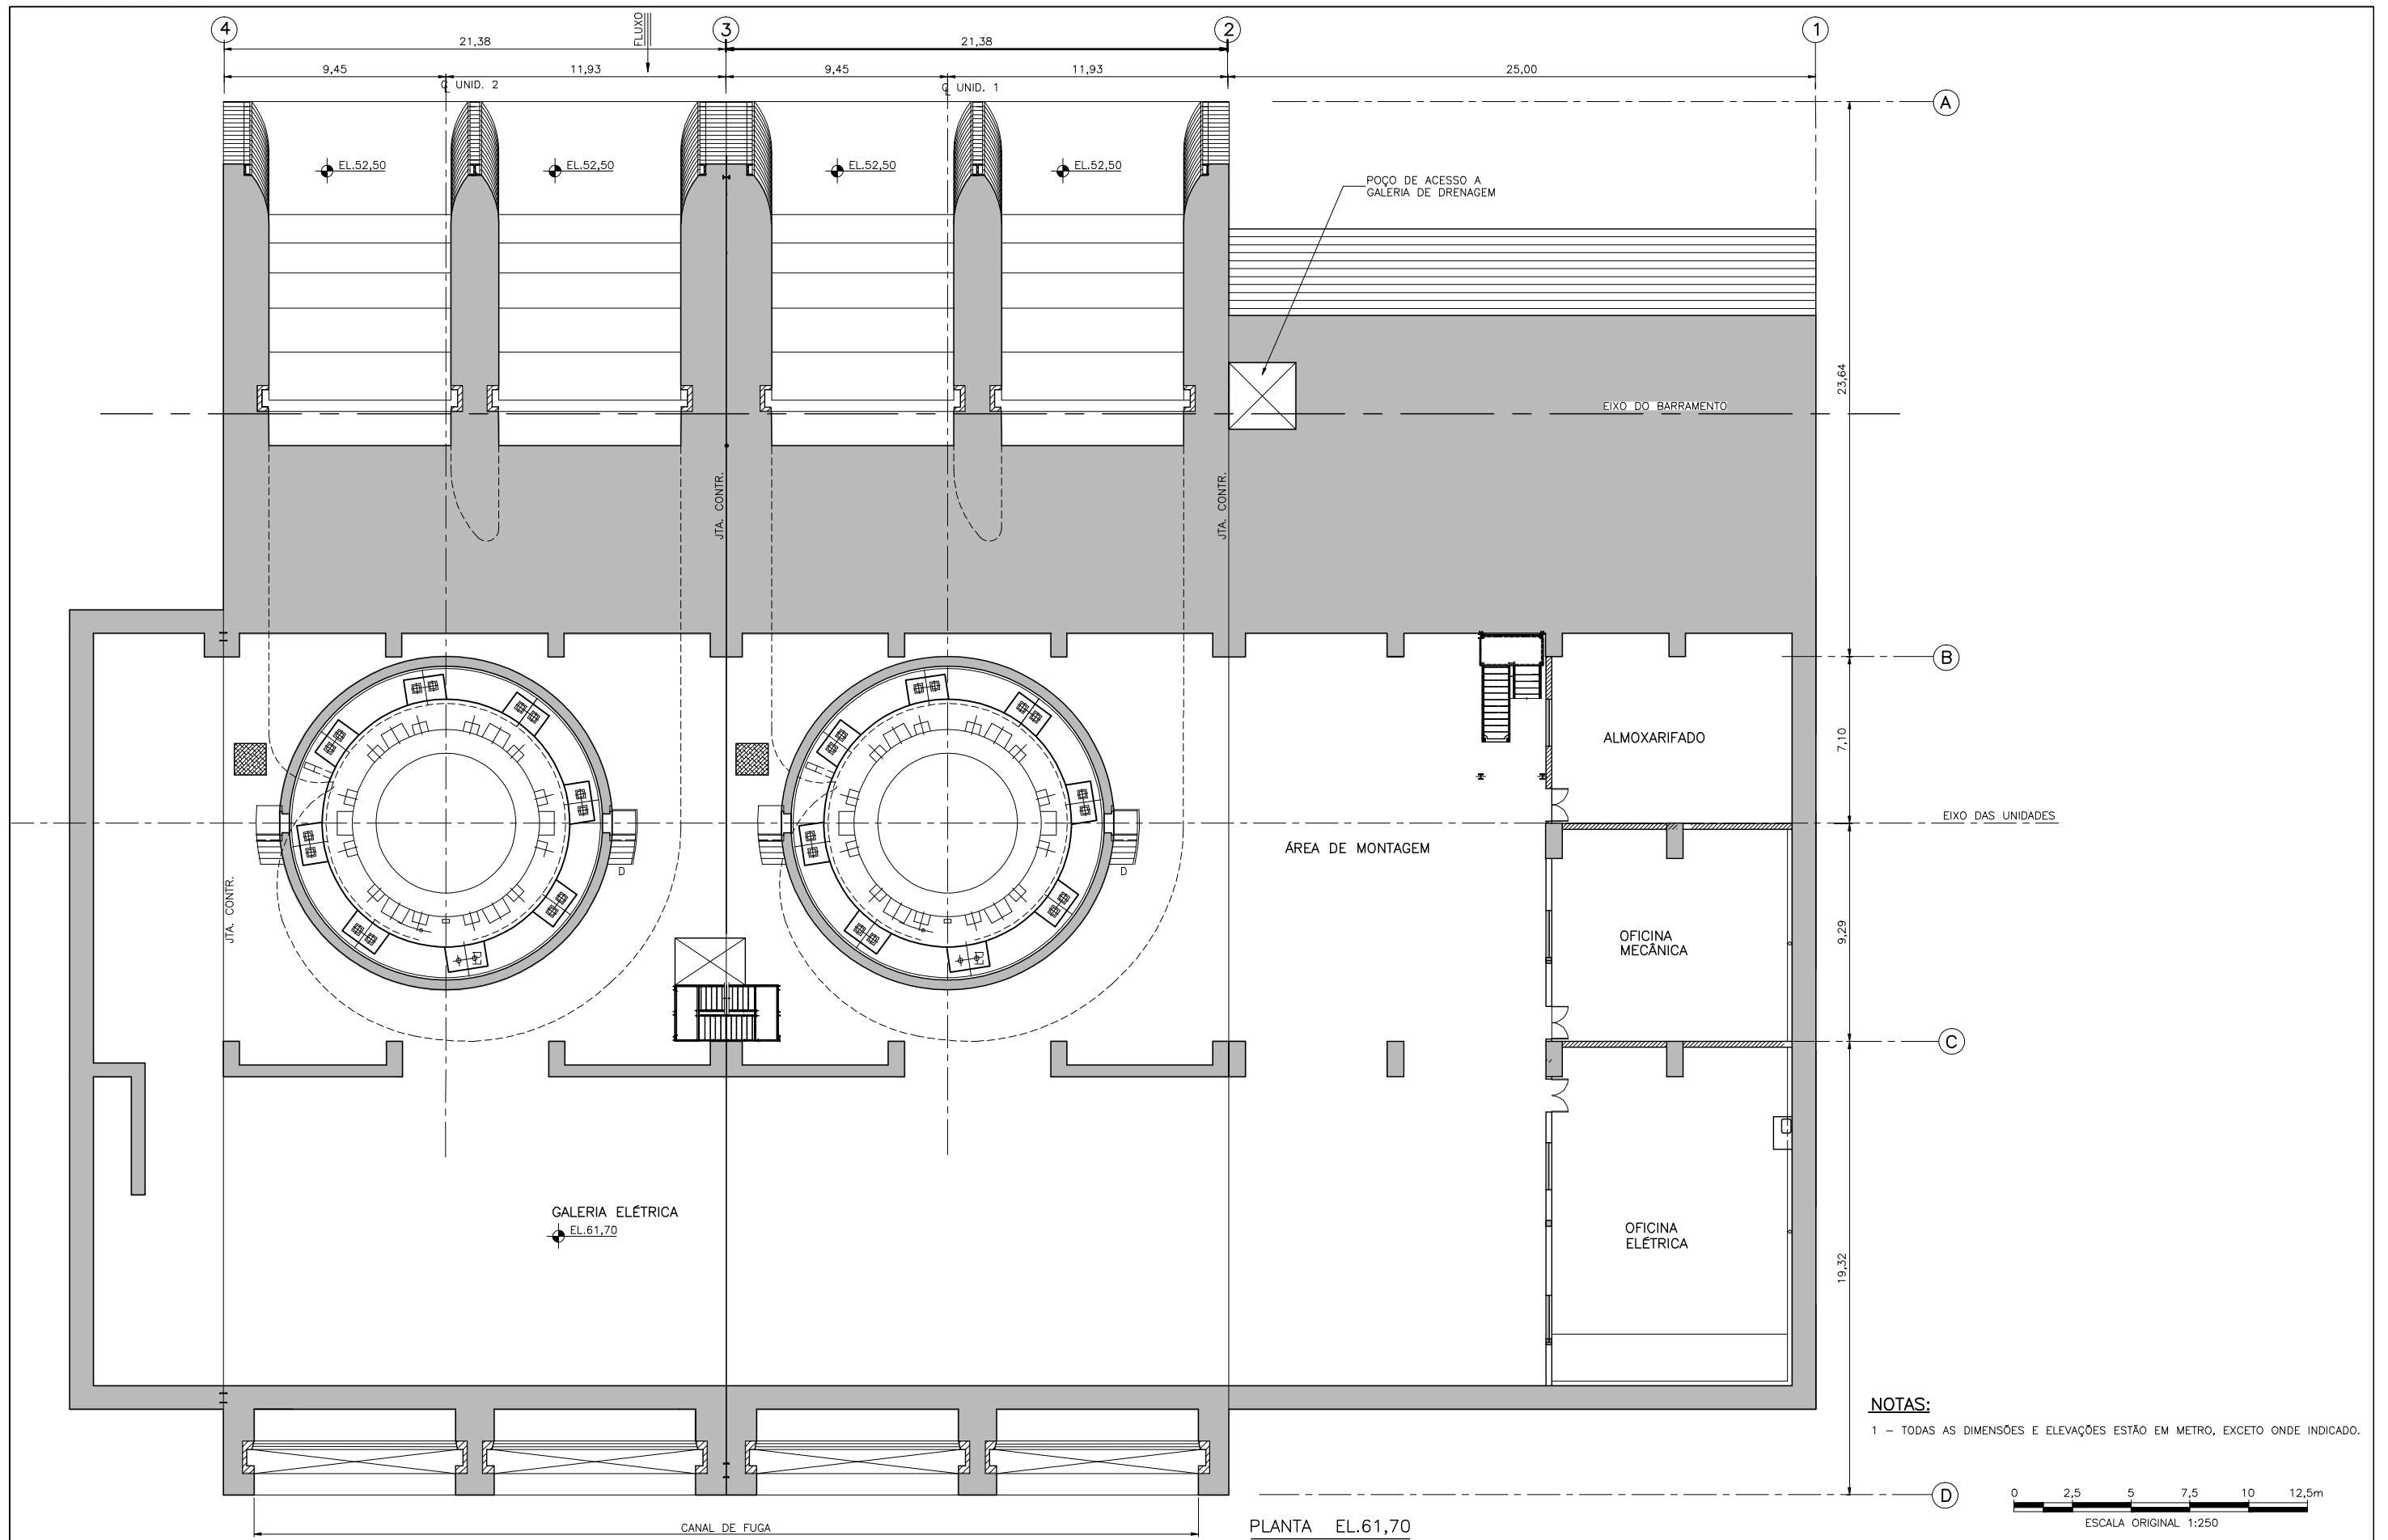 4
3
2
1
FLUXO
21,38
21,38
9,45
11,93
9,45
11,93
25,00
℄ UNID. 2
℄ UNID. 1
A
EL.52,50
EL.52,50
EL.52,50
EL.52,50
POÇO DE ACESSO A
GALERIA DE DRENAGEM
23,64
EIXO DO BARRAMENTO
JTA. CONTR.
JTA. CONTR.
B
7,10
ALMOXARIFADO
EIXO DAS UNIDADES
ÁREA DE MONTAGEM
D
D
JTA. CONTR.
OFICINA
MECÂNICA
9,29
C
GALERIA ELÉTRICA
EL.61,70
OFICINA
ELÉTRICA
19,32
NOTAS:
1 – TODAS AS DIMENSÕES E ELEVAÇÕES ESTÃO EM METRO, EXCETO ONDE INDICADO.
D
0 2,5 5 7,5 10 12,5m
ESCALA ORIGINAL 1:250
CANAL DE FUGA
PLANTA EL.61,70